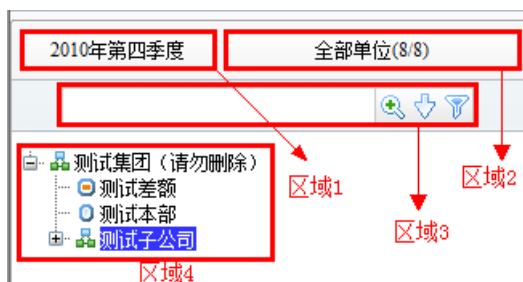 2010年第四季度 全部单位(8/8)
测试集团（请勿删除）
测试差额
测试本部
测试子公司
区域1
区域2
区域3
区域4